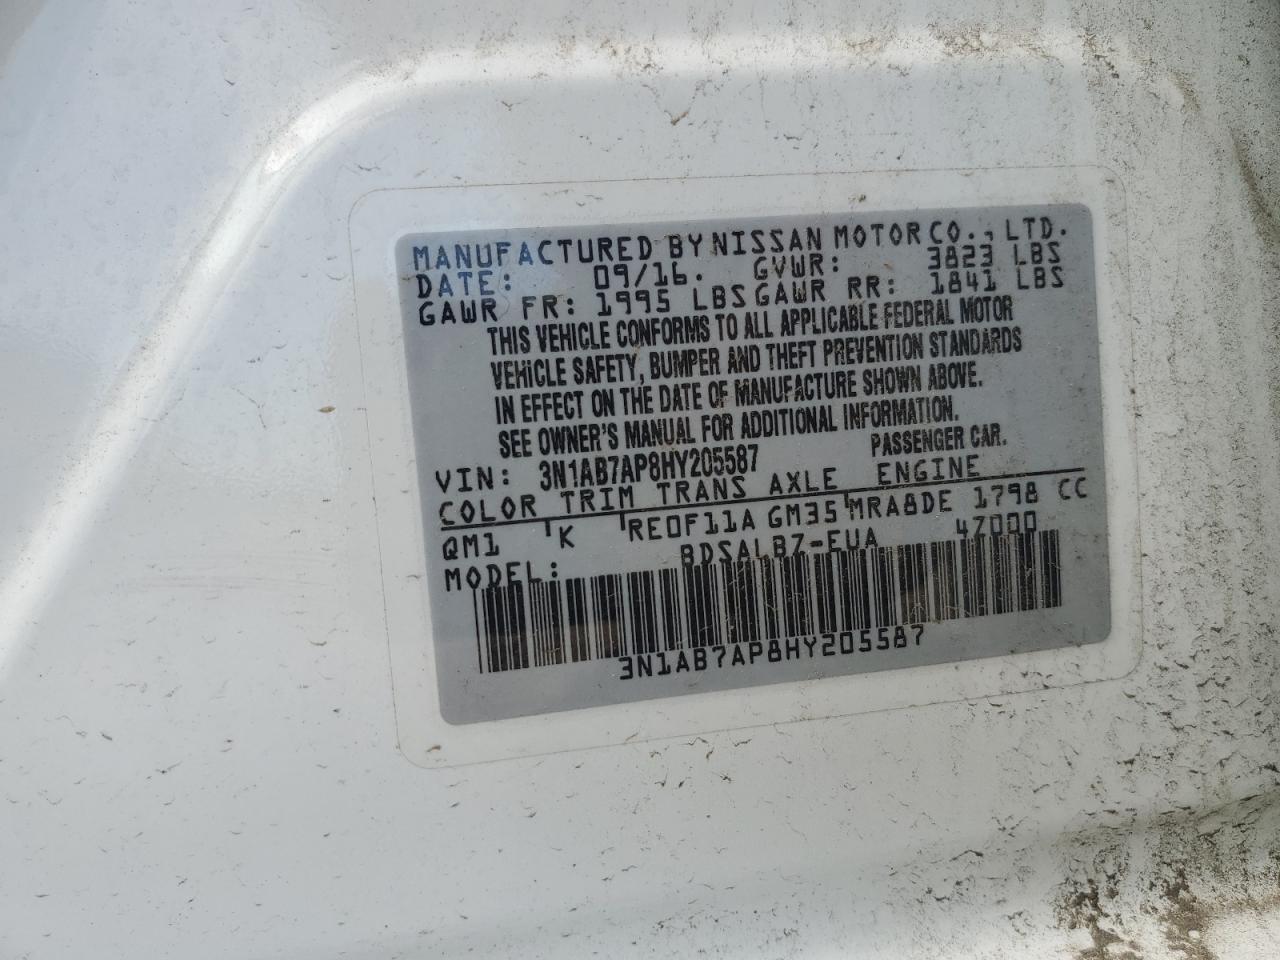 MANUFACTURED BY NISSAN MOTOR CO., LTD.
DATE: 09/16. GVWR: 3823 LBS
GAWR FR: 1995 LBS GAWR RR: 1841 LBS
THIS VEHICLE CONFORMS TO ALL APPLICABLE FEDERAL MOTOR
VEHICLE SAFETY, BUMPER AND THEFT PREVENTION STANDARDS
IN EFFECT ON THE DATE OF MANUFACTURE SHOWN ABOVE.
SEE OWNER'S MANUAL FOR ADDITIONAL INFORMATION.
VIN: 3N1AB7AP8HY205587 PASSENGER CAR.
COLOR TRIM TRANS AXLE ENGINE
QM1 K RE0F11A GM35 MRA8DE 1798 CC
MODEL: BDSALBZ-EUA 47000
3N1AB7AP8HY205587